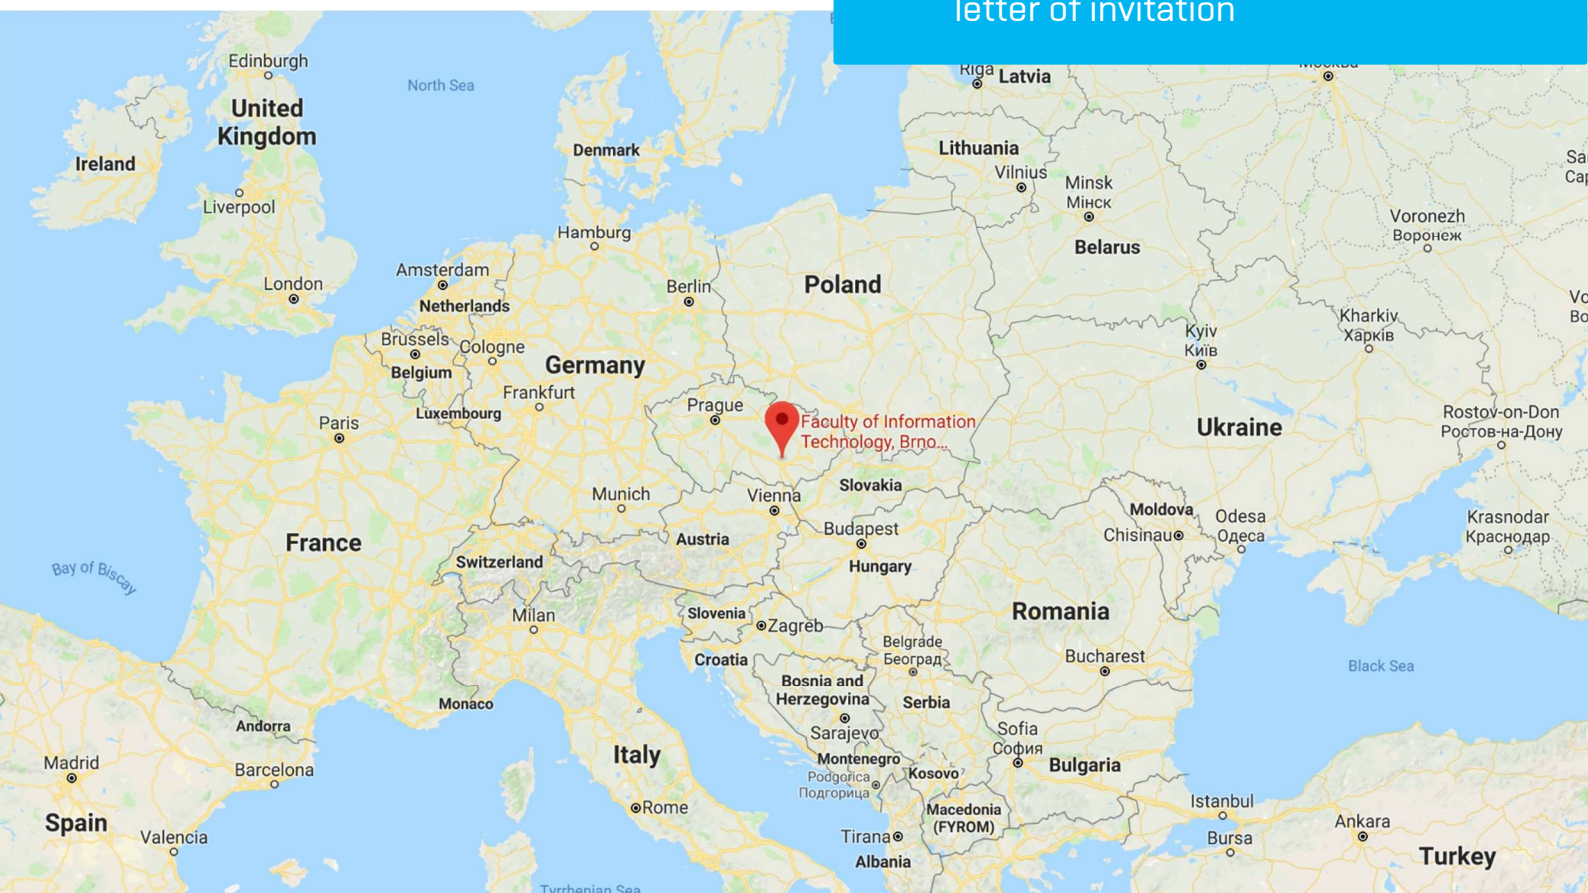 letter of invitation
Edinburgh
North Sea
Riga
Latvia
Москва
United
Kingdom
Ireland
Denmark
Lithuania
Vilnius
Minsk
Мінск
Liverpool
Hamburg
Belarus
Voronezh
Воронеж
London
Amsterdam
Netherlands
Berlin
Poland
Brussels
Cologne
Belgium
Germany
Kyiv
Київ
Kharkiv
Харків
Frankfurt
Luxembourg
Paris
Prague
Faculty of Information
Technology, Brno...
Ukraine
Rostov-on-Don
Ростов-на-Дону
Munich
Vienna
Slovakia
Moldova
Chisinau
Odesa
Одеса
Krasnodar
Краснодар
France
Austria
Budapest
Hungary
Switzerland
Bay of Biscay
Milan
Slovenia
Zagreb
Romania
Belgrade
Београд
Croatia
Bucharest
Black Sea
Bosnia and
Herzegovina
Serbia
Monaco
Andorra
Sarajevo
Sofia
София
Bulgaria
Italy
Montenegro
Podgorica
Подгорица
Kosovo
Madrid
Barcelona
Rome
Macedonia
(FYROM)
Istanbul
Spain
Valencia
Tirana
Albania
Bursa
Ankara
Turkey
Tyrrhenian Sea